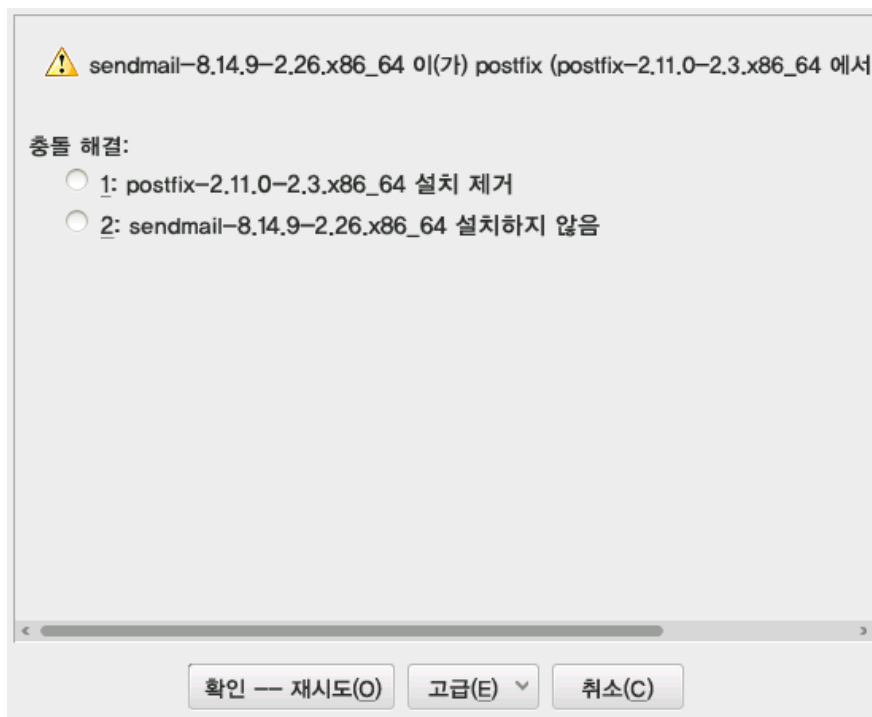 sendmail-8.14.9-2.26.x86_64 이(가) postfix (postfix-2.11.0-2.3.x86_64 에서
충돌 해결:
1: postfix-2.11.0-2.3.x86_64 설치 제거
2: sendmail-8.14.9-2.26.x86_64 설치하지 않음
확인 -- 재시도(O) 고급(E) 취소(C)